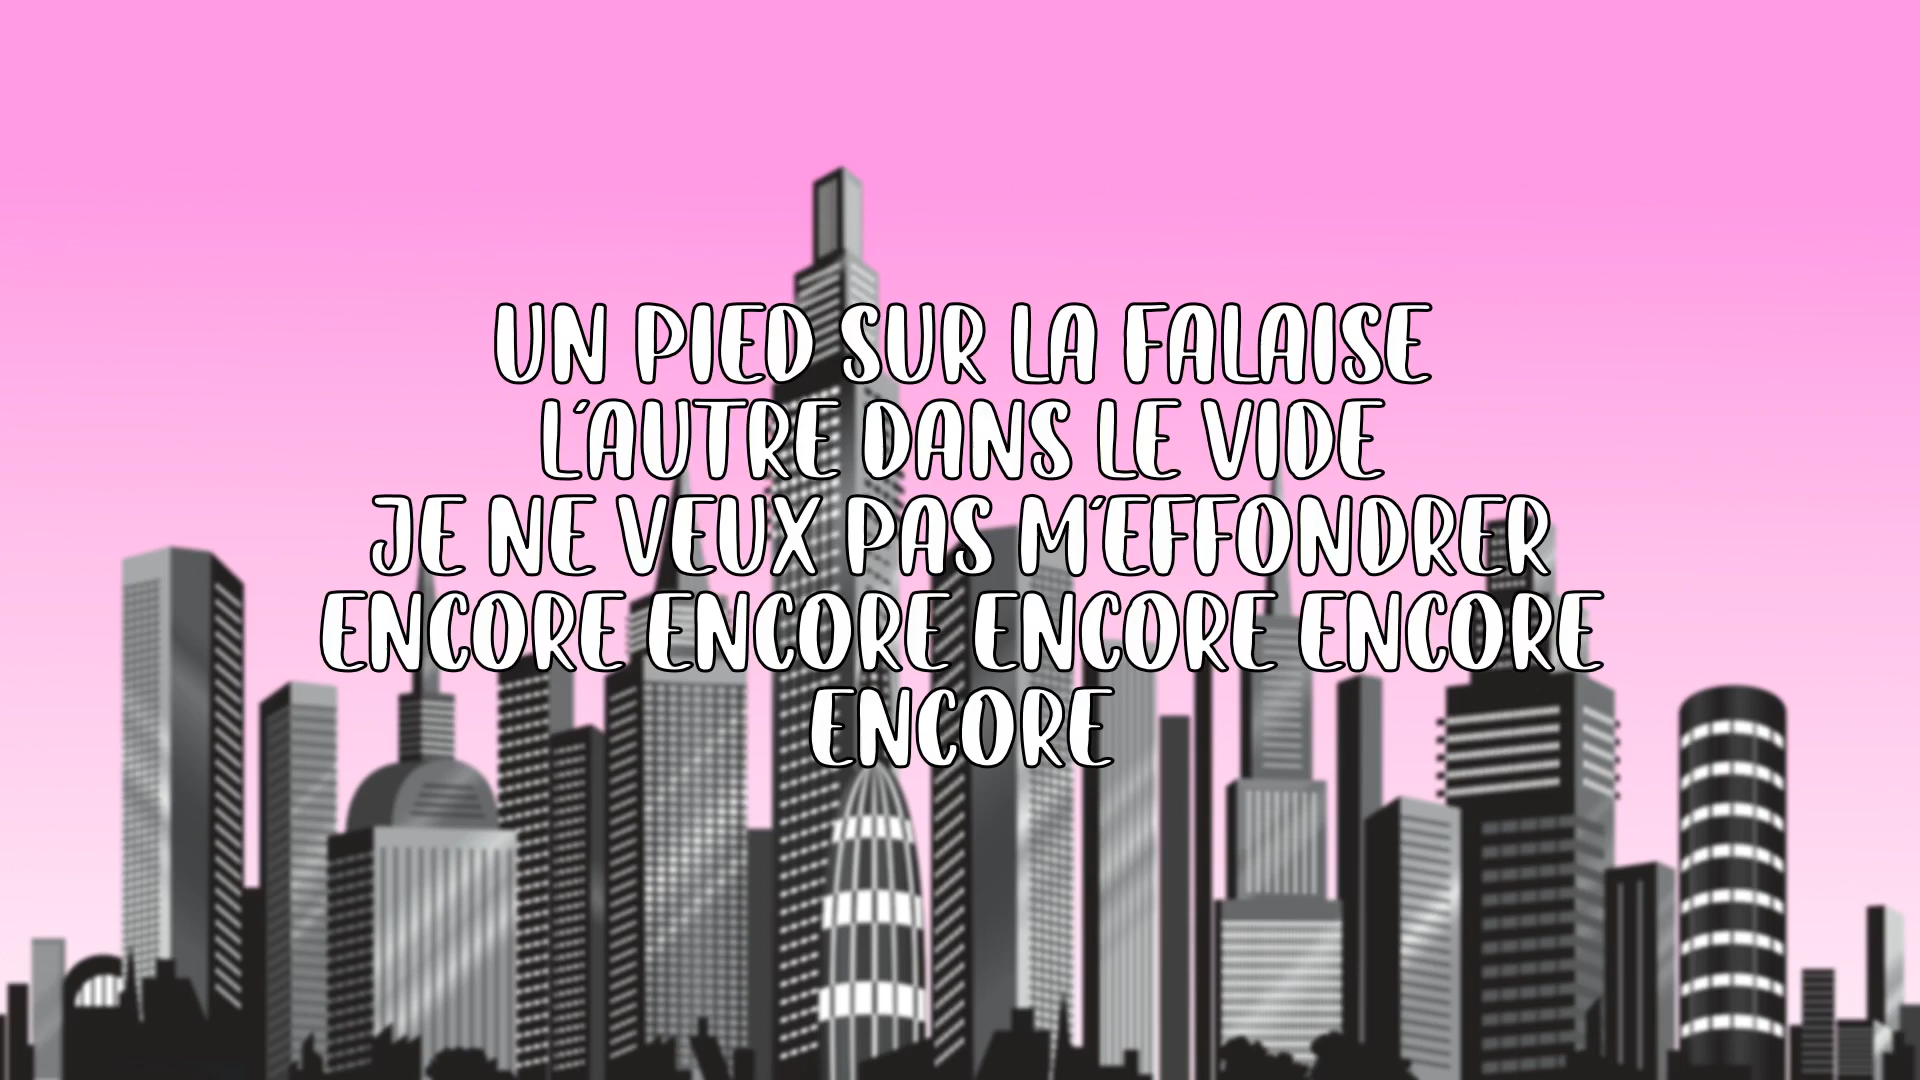 UN PIED SUR LA FALAISE
L'AUTRE DANS LE VIDE
JE NE VEUX PAS M'EFFONDRER
ENCORE ENCORE ENCORE ENCORE
ENCORE